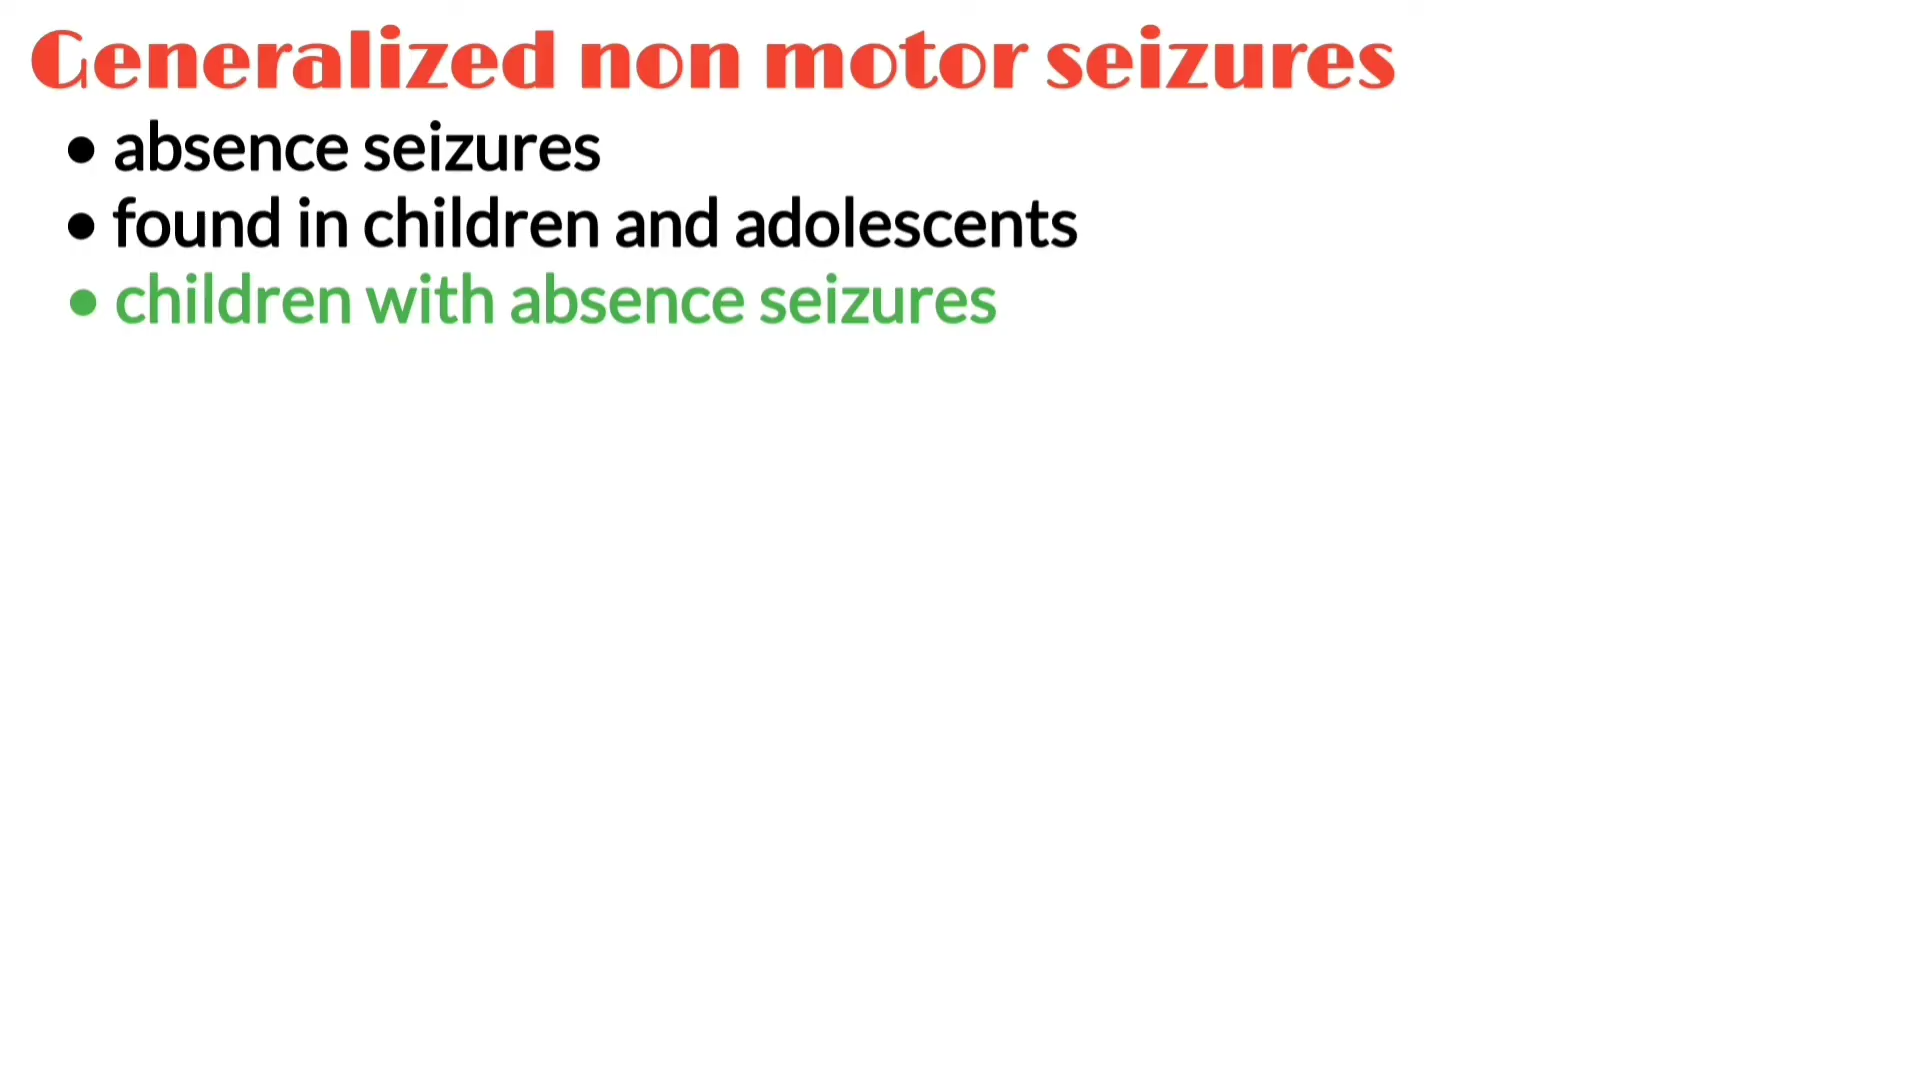 Generalized non motor seizures
• absence seizures
• found in children and adolescents
• children with absence seizures